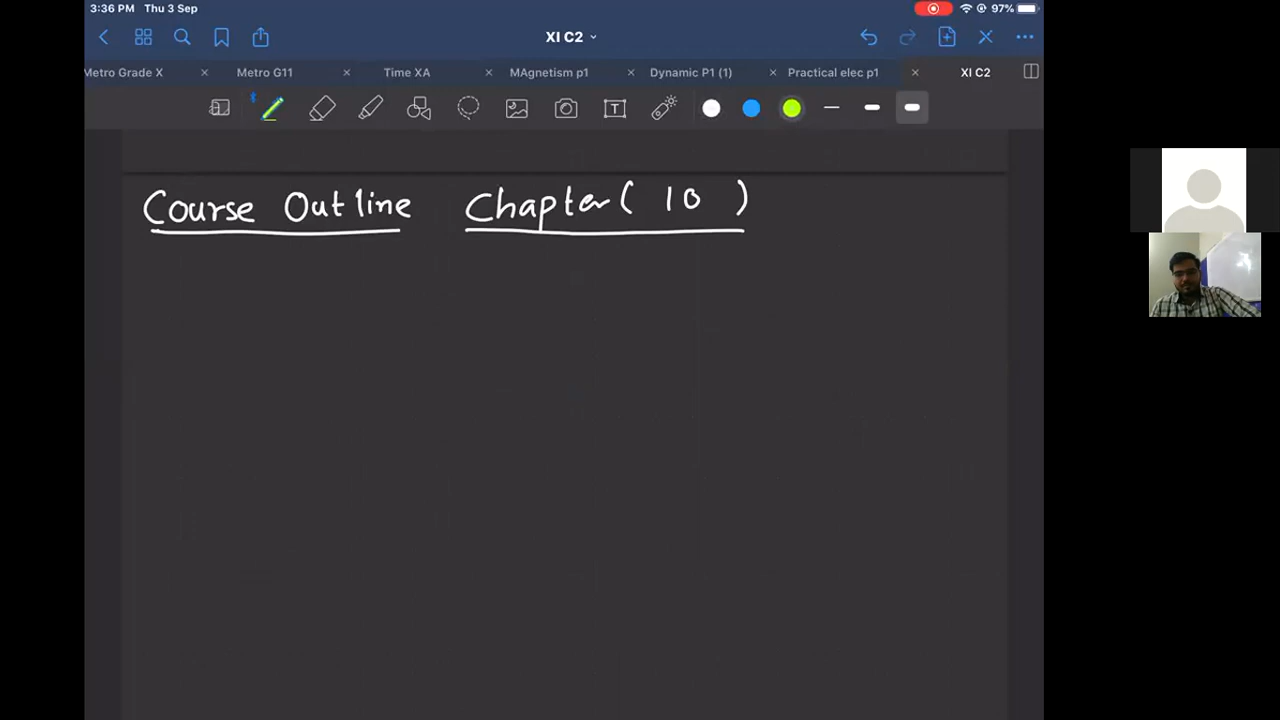 3:36 PM Thu 3 Sep 97%
XI C2
Metro Grade X Metro G11 Time XA MAgnetism p1 Dynamic P1 (1) Practical elec p1 XI C2
T
Course Outline Chapter( 10 )